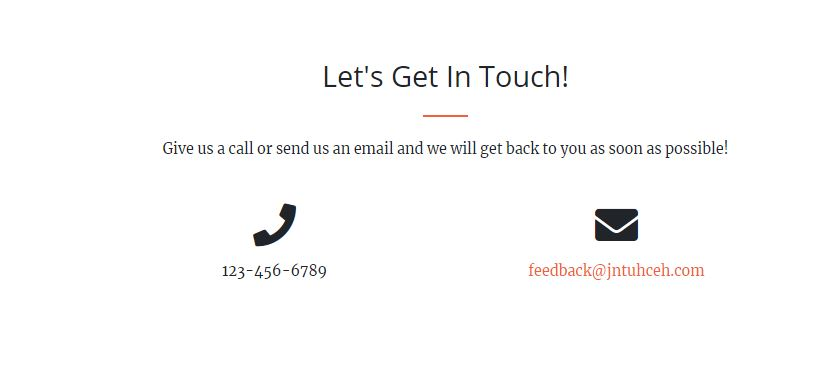 Let's Get In Touch!
Give us a call or send us an email and we will get back to you as soon as possible!
123-456-6789
feedback@jntuhceh.com